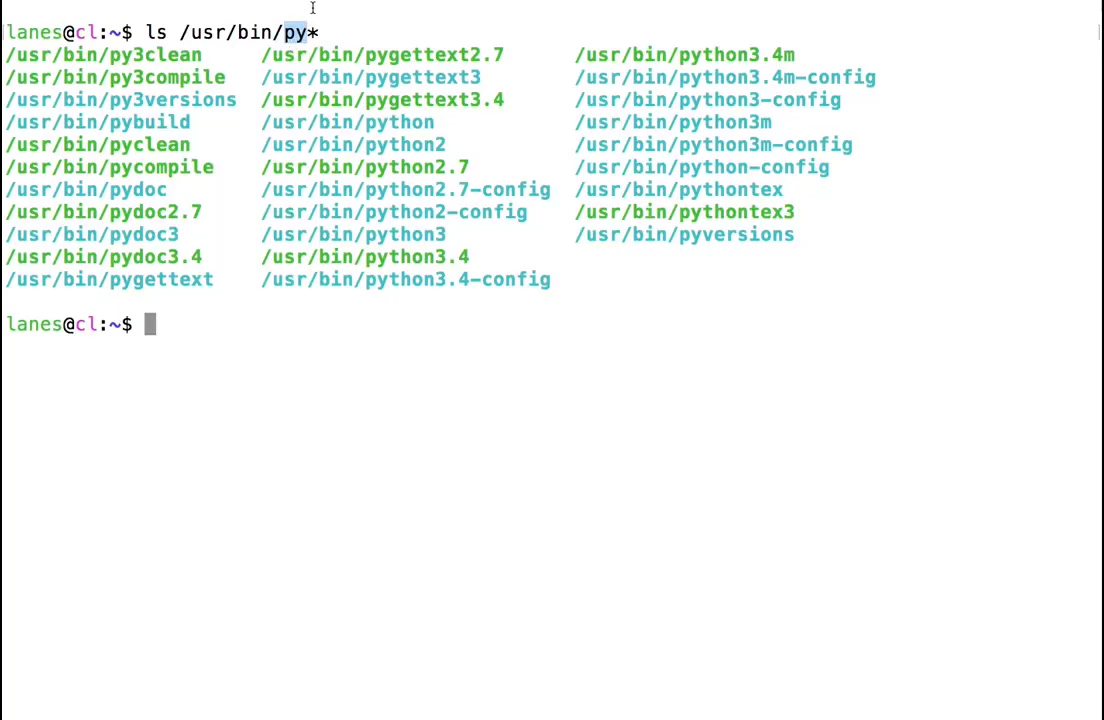 lanes@cl:~$ ls /usr/bin/py*
/usr/bin/py3clean /usr/bin/pygettext2.7 /usr/bin/python3.4m
/usr/bin/py3compile /usr/bin/pygettext3 /usr/bin/python3.4m-config
/usr/bin/py3versions /usr/bin/pygettext3.4 /usr/bin/python3-config
/usr/bin/pybuild /usr/bin/python /usr/bin/python3m
/usr/bin/pyclean /usr/bin/python2 /usr/bin/python3m-config
/usr/bin/pycompile /usr/bin/python2.7 /usr/bin/python-config
/usr/bin/pydoc /usr/bin/python2.7-config /usr/bin/pythontex
/usr/bin/pydoc2.7 /usr/bin/python2-config /usr/bin/pythontex3
/usr/bin/pydoc3 /usr/bin/python3 /usr/bin/pyversions
/usr/bin/pydoc3.4 /usr/bin/python3.4
/usr/bin/pygettext /usr/bin/python3.4-config
lanes@cl:~$